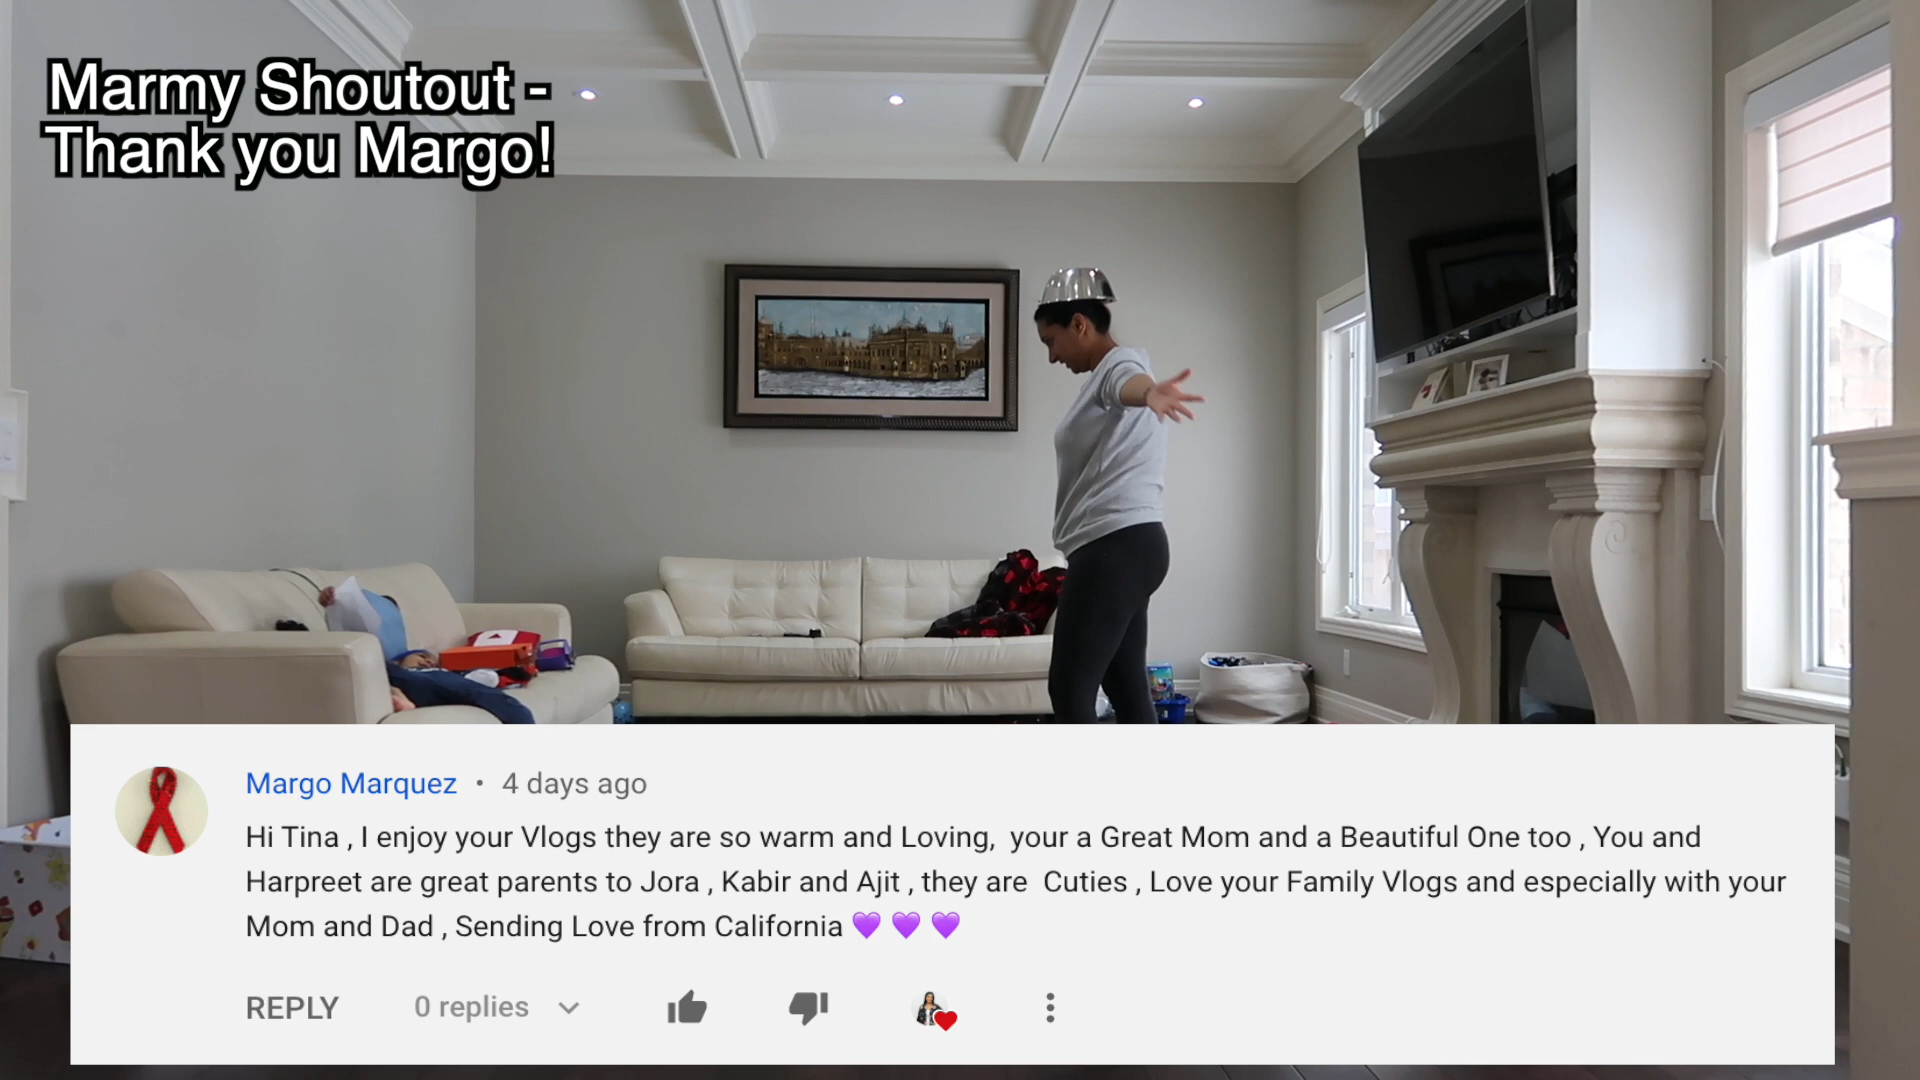 Marmy Shoutout -
Thank you Margo!
Margo Marquez • 4 days ago
Hi Tina , I enjoy your Vlogs they are so warm and Loving,  your a Great Mom and a Beautiful One too , You and
Harpreet are great parents to Jora , Kabir and Ajit , they are  Cuties , Love your Family Vlogs and especially with your
Mom and Dad , Sending Love from California 💜 💜 💜
REPLY 0 replies